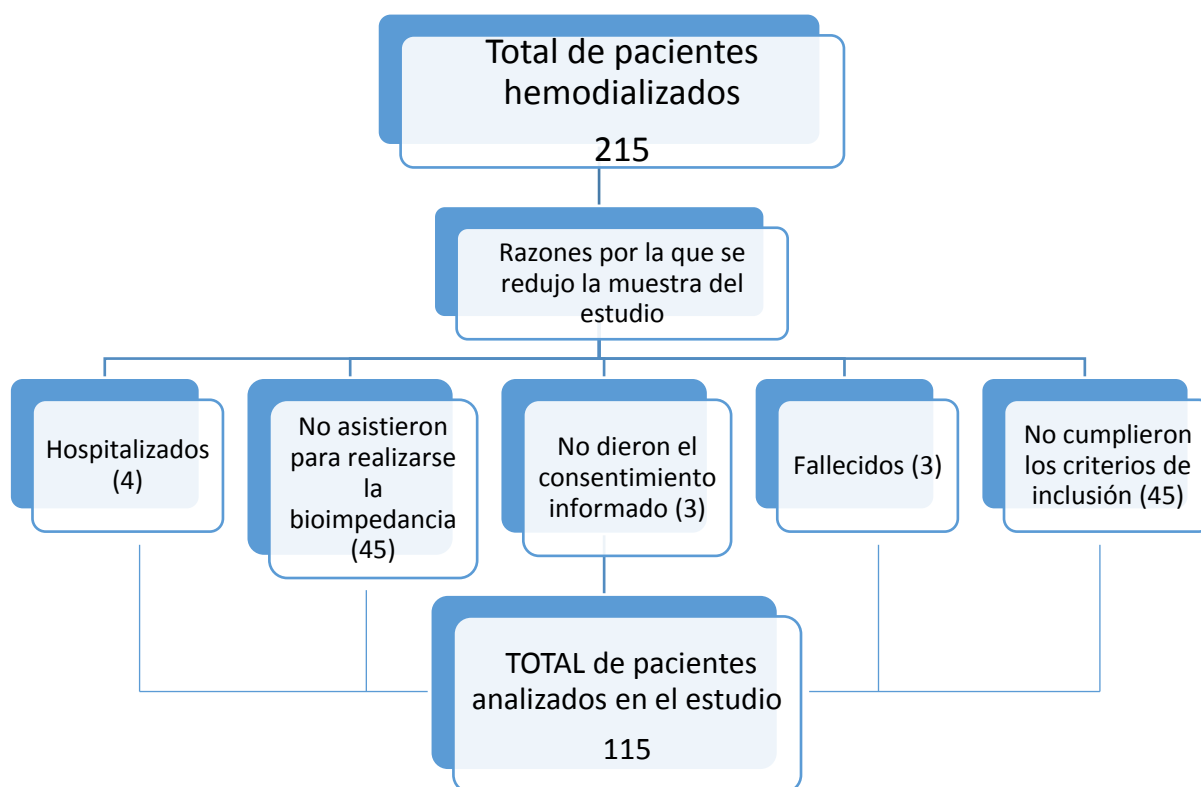 Total de pacientes
hemodializados
215
Razones por la que se
redujo la muestra del
estudio
Hospitalizados
(4)
No asistieron
para realizarse
la
bioimpedancia
(45)
No dieron el
consentimiento
informado (3)
Fallecidos (3)
No cumplieron
los criterios de
inclusión (45)
TOTAL de pacientes
analizados en el estudio
115